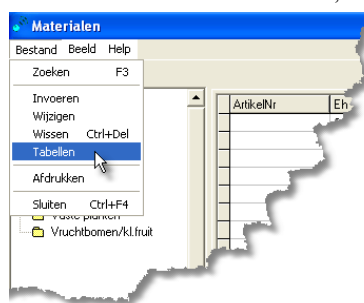 Materialen
Bestand Beeld Help
Zoeken F3
Invoeren
Wijzigen
Wissen Ctrl+Del
Tabellen
Afdrukken
Sluiten Ctrl+F4
ArtikelNr Eh
Vaste planten
Vruchtbomen/kl.fruit